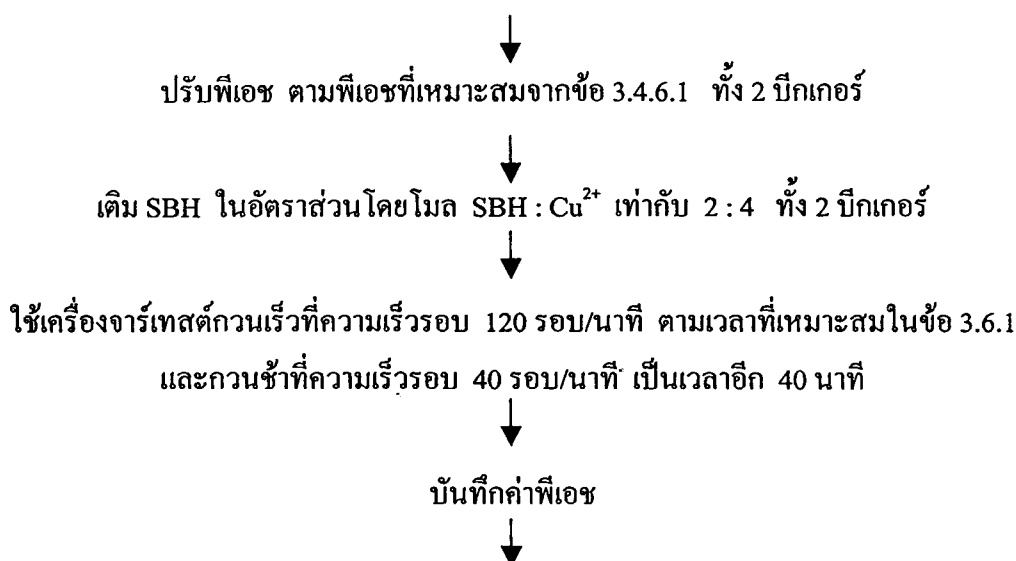 ปรับพีเอช ตามพีเอชที่เหมาะสมจากข้อ 3.4.6.1 ทั้ง 2 บีกเกอร์
เติม SBH ในอัตราส่วนโดยโมล SBH : Cu²⁺ เท่ากับ 2 : 4 ทั้ง 2 บีกเกอร์
ใช้เครื่องจาร์เทสต์กวนเร็วที่ความเร็วรอบ 120 รอบ/นาที ตามเวลาที่เหมาะสมในข้อ 3.6.1
และกวนช้าที่ความเร็วรอบ 40 รอบ/นาที เป็นเวลาอีก 40 นาที
บันทึกค่าพีเอช